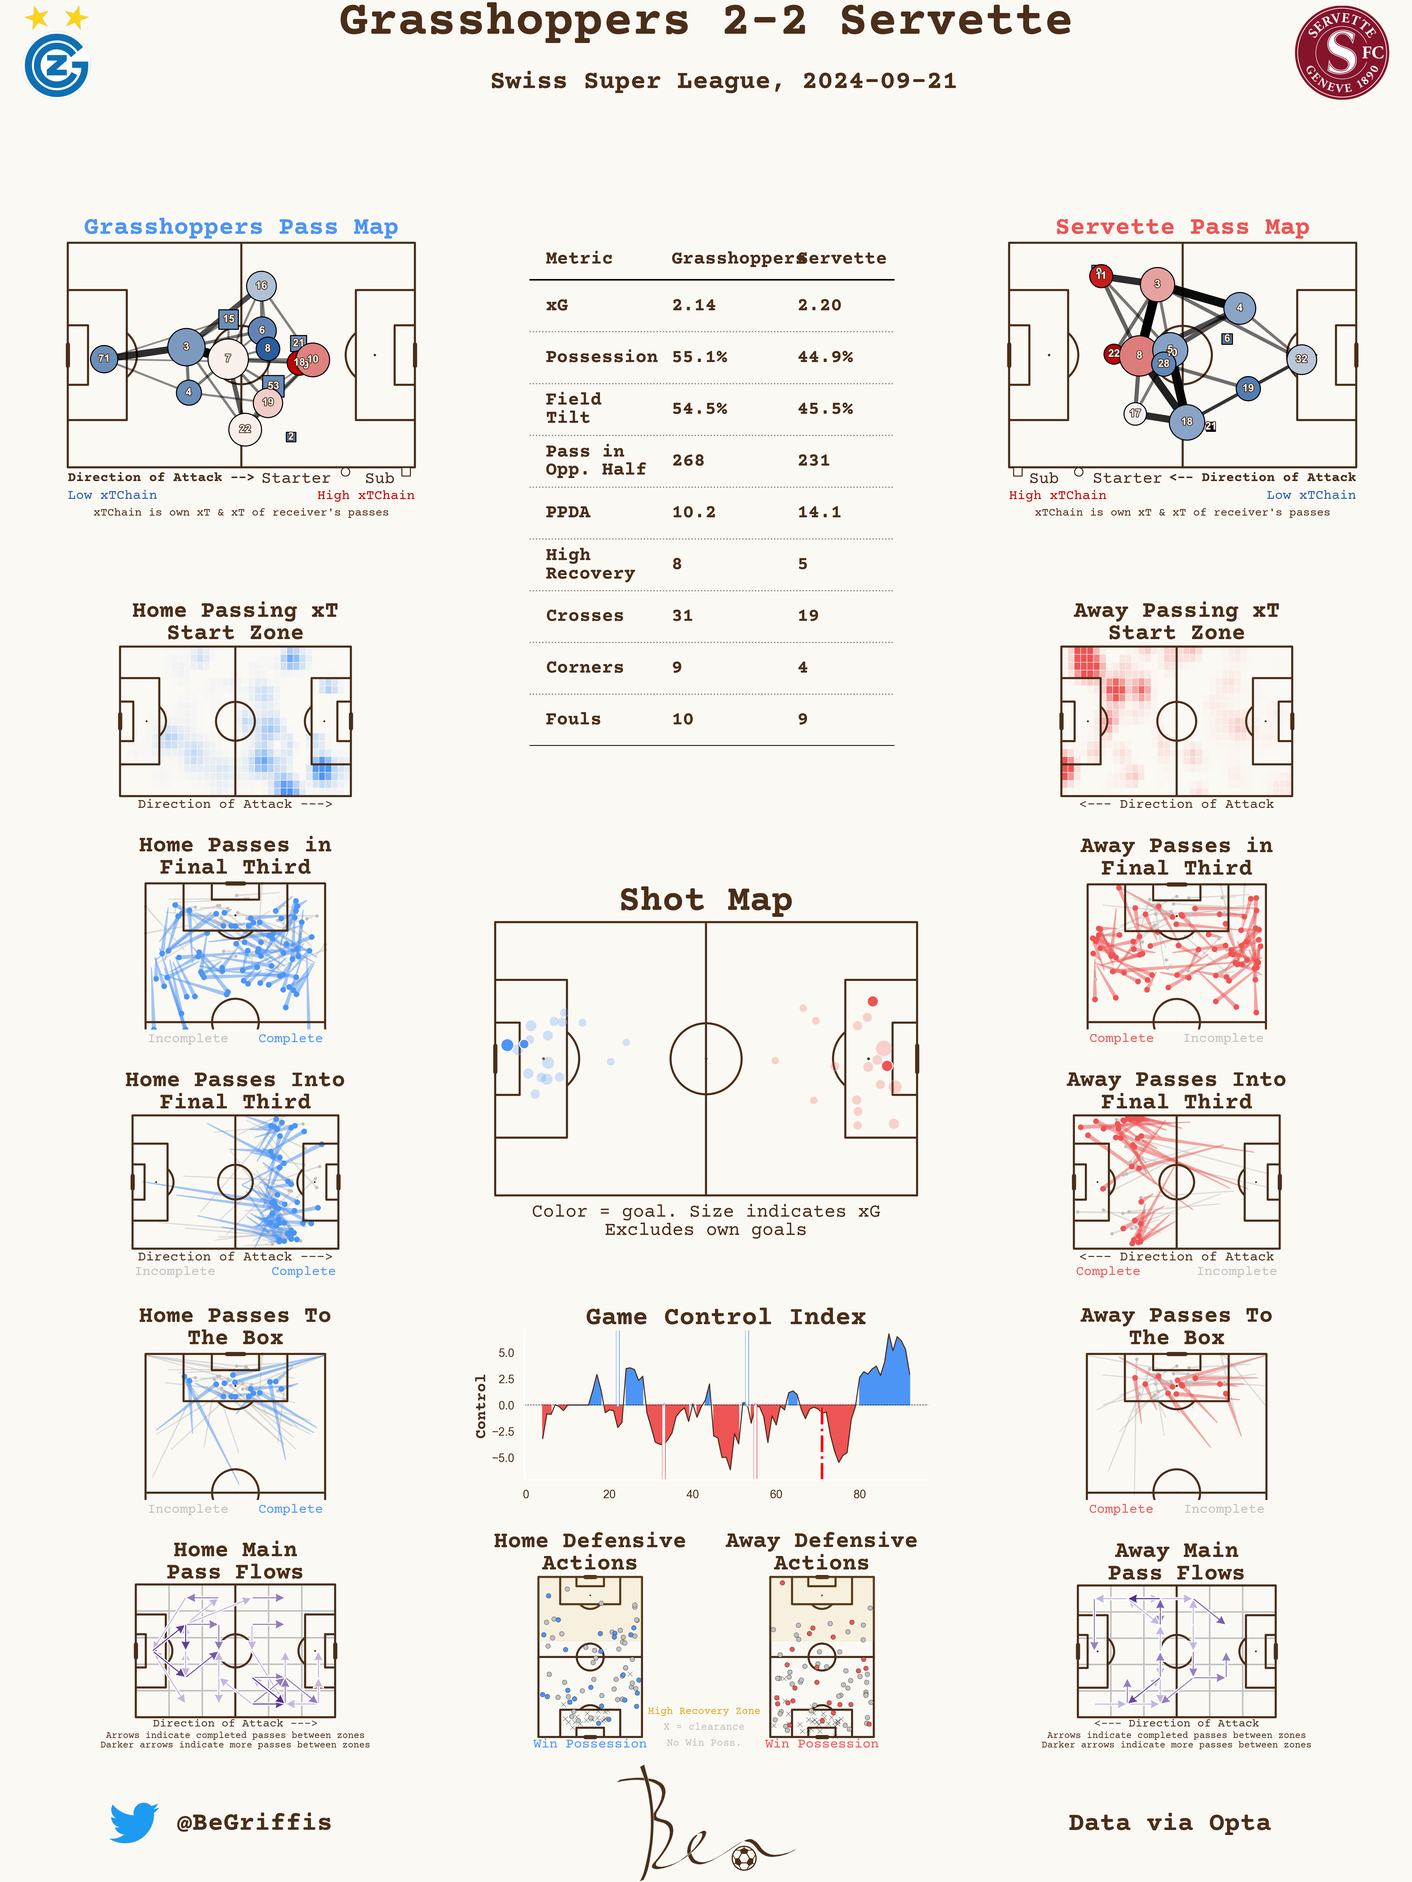 Grasshoppers 2-2 Servette
Swiss Super League, 2024-09-21
SERVETTE
FC
GENEVE 1890
Grasshoppers Pass Map
16
15
6
21
71
3
7
8
18
10
4
53
19
22
2
Direction of Attack --> Starter Sub
Low xTChain High xTChain
xTChain is own xT & xT of receiver's passes
Metric Grasshoppers Servette
xG 2.14 2.20
Possession 55.1% 44.9%
Field
Tilt 54.5% 45.5%
Pass in
Opp. Half 268 231
PPDA 10.2 14.1
High
Recovery 8 5
Crosses 31 19
Corners 9 4
Fouls 10 9
Servette Pass Map
11
3
4
6
22
8
5
28
32
19
17
18
21
Sub Starter <-- Direction of Attack
High xTChain Low xTChain
xTChain is own xT & xT of receiver's passes
Home Passing xT
Start Zone
Direction of Attack --->
Away Passing xT
Start Zone
<--- Direction of Attack
Home Passes in
Final Third
Incomplete Complete
Away Passes in
Final Third
Complete Incomplete
Shot Map
Color = goal. Size indicates xG
Excludes own goals
Home Passes Into
Final Third
Direction of Attack --->
Incomplete Complete
Away Passes Into
Final Third
<--- Direction of Attack
Complete Incomplete
Home Passes To
The Box
Incomplete Complete
Game Control Index
Control
5.0
2.5
0.0
−2.5
−5.0
0 20 40 60 80
Away Passes To
The Box
Complete Incomplete
Home Main
Pass Flows
Direction of Attack --->
Arrows indicate completed passes between zones
Darker arrows indicate more passes between zones
Home Defensive
Actions
Win Possession
Away Defensive
Actions
Win Possession
High Recovery Zone
X = clearance
No Win Poss.
Away Main
Pass Flows
<--- Direction of Attack
Arrows indicate completed passes between zones
Darker arrows indicate more passes between zones
@BeGriffis
Ben
Data via Opta